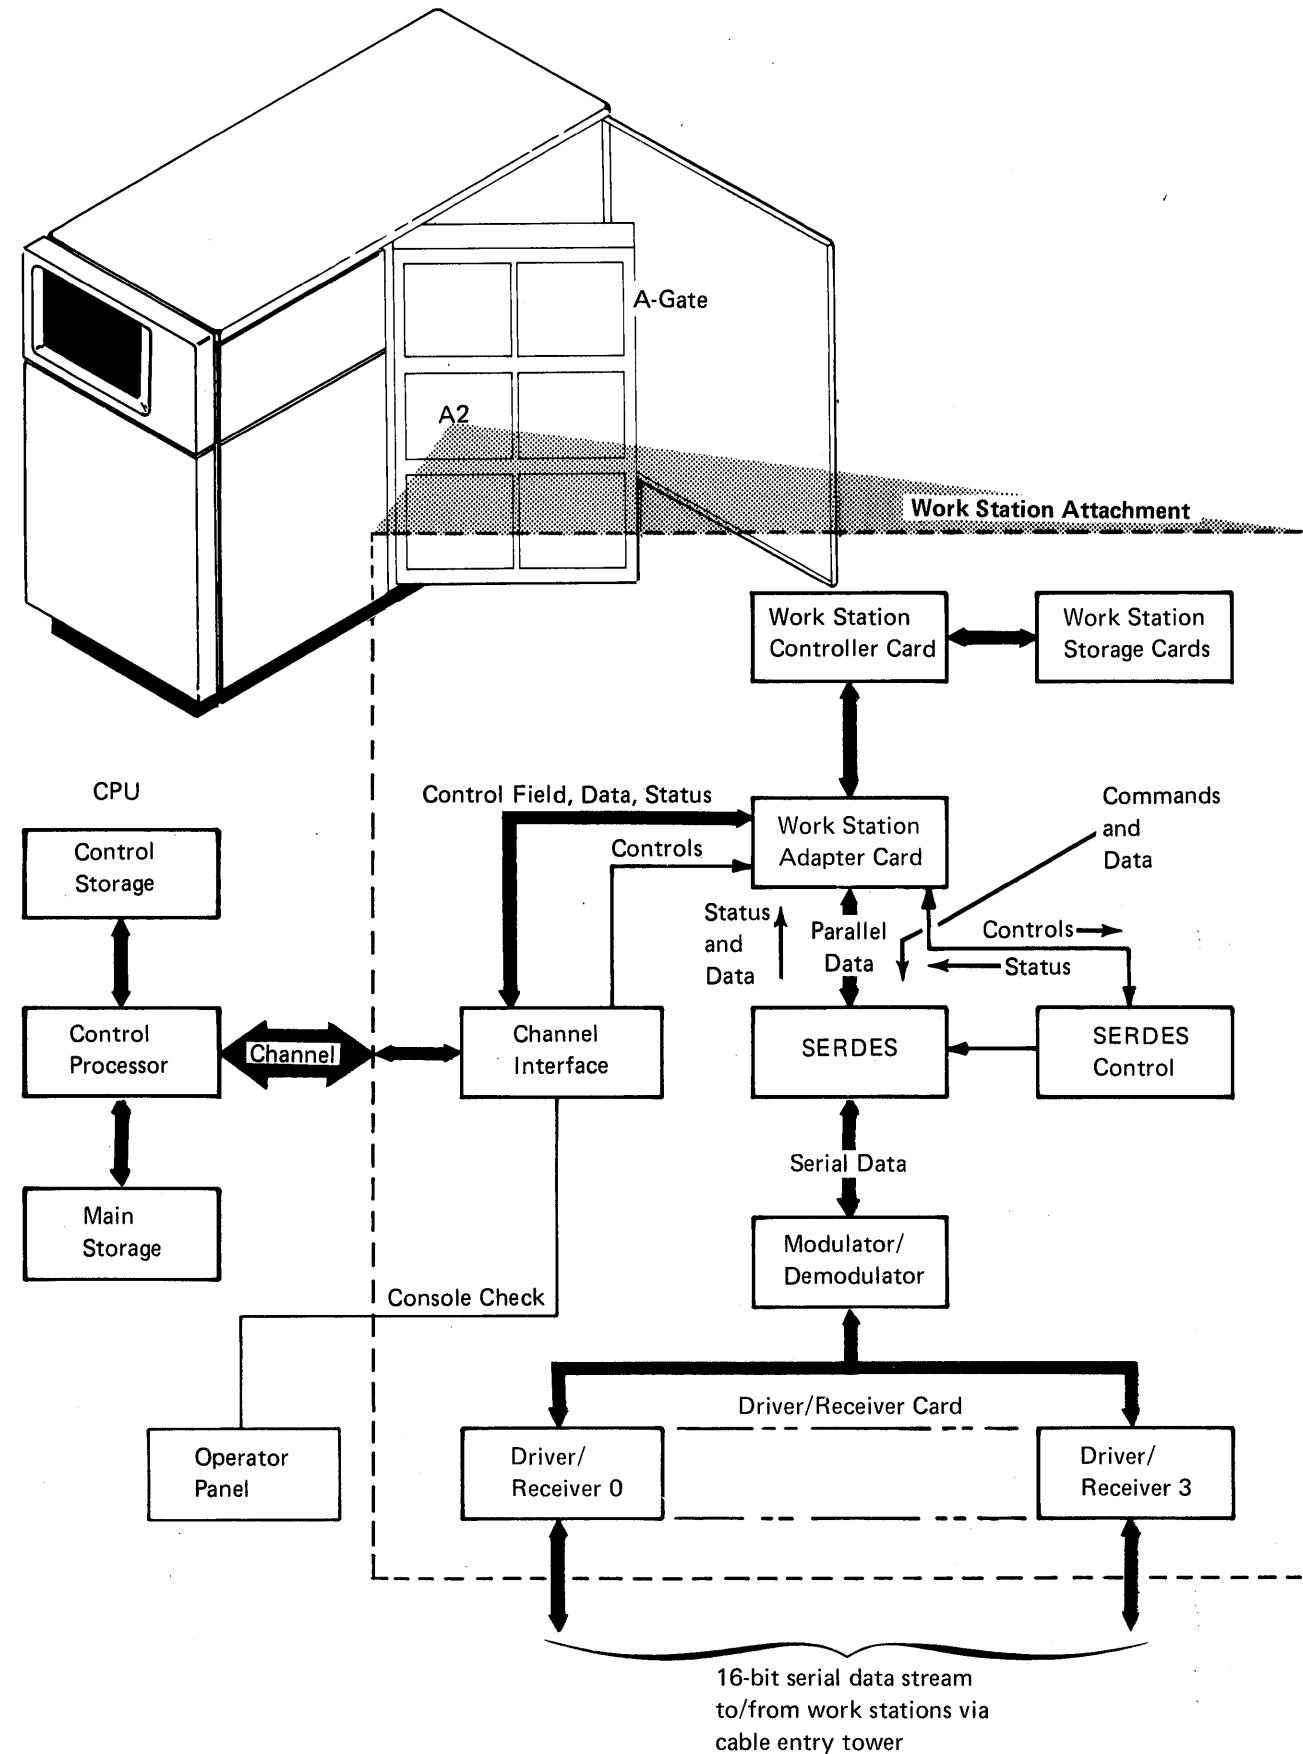 A-Gate
A2
Work Station Attachment
Work Station
Controller Card
Work Station
Storage Cards
CPU
Control
Storage
Control Field, Data, Status
Controls
Work Station
Adapter Card
Commands
and
Data
Status
and
Data
Parallel
Data
Controls
Status
Control
Processor
Channel
Channel
Interface
SERDES
SERDES
Control
Serial Data
Main
Storage
Modulator/
Demodulator
Console Check
Driver/Receiver Card
Operator
Panel
Driver/
Receiver 0
Driver/
Receiver 3
16-bit serial data stream
to/from work stations via
cable entry tower